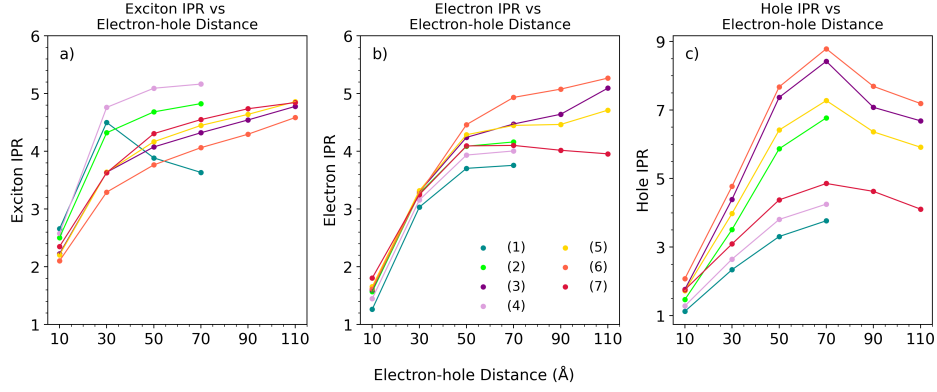 Exciton IPR vs
Electron-hole Distance
Electron IPR vs
Electron-hole Distance
Hole IPR vs
Electron-hole Distance
a)
Exciton IPR
6
5
4
3
2
1
10 30 50 70 90 110
b)
Electron IPR
6
5
4
3
2
1
(1)
(2)
(3)
(4)
(5)
(6)
(7)
10 30 50 70 90 110
c)
Hole IPR
9
7
5
3
1
10 30 50 70 90 110
Electron-hole Distance (Å)